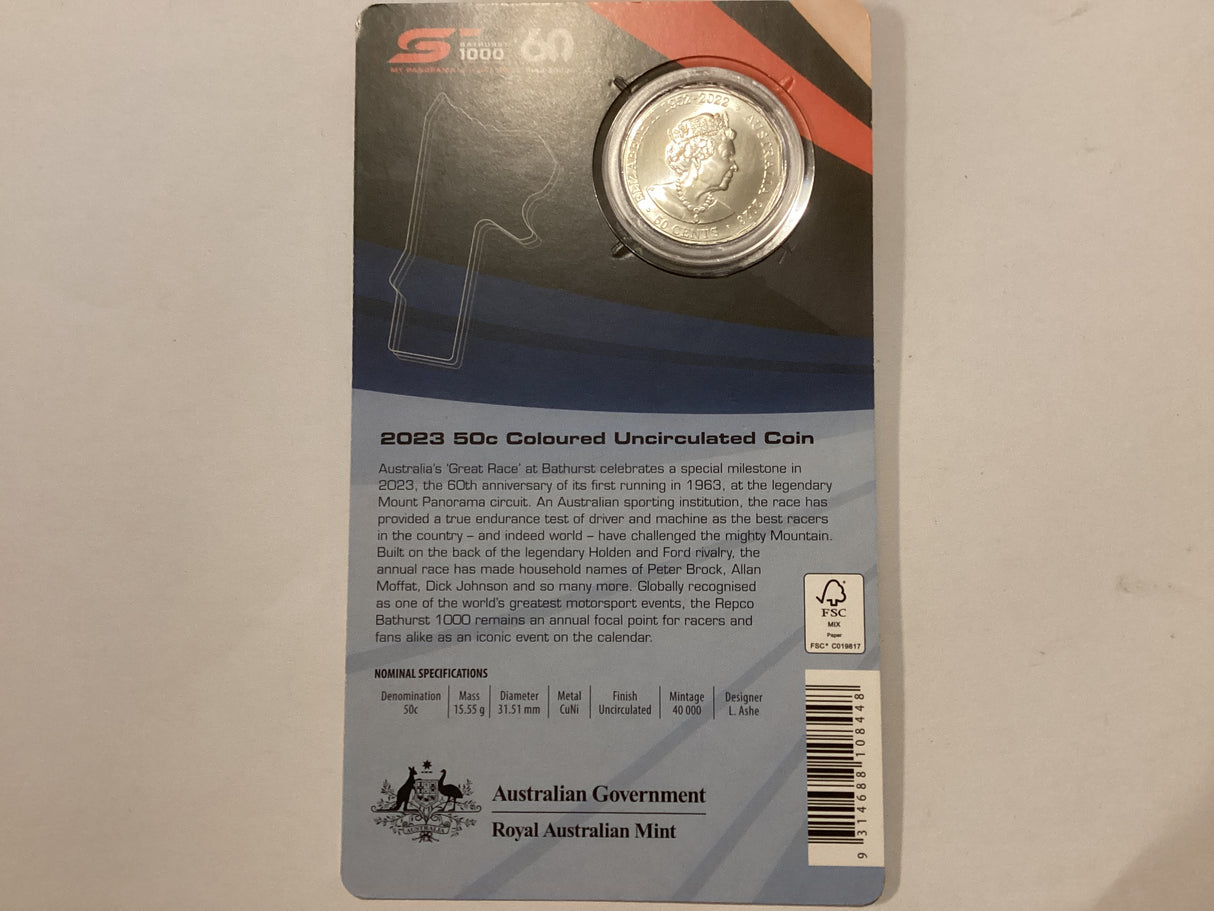 BATHURST
1000 60
MT PANORAMA
ELIZABETH II 1952-2022 • AUSTRALIA 2023
50 CENTS
2023 50c Coloured Uncirculated Coin
Australia's 'Great Race' at Bathurst celebrates a special milestone in
2023, the 60th anniversary of its first running in 1963, at the legendary
Mount Panorama circuit. An Australian sporting institution, the race has
provided a true endurance test of driver and machine as the best racers
in the country – and indeed world – have challenged the mighty Mountain.
Built on the back of the legendary Holden and Ford rivalry, the
annual race has made household names of Peter Brock, Allan
Moffat, Dick Johnson and so many more. Globally recognised
as one of the world's greatest motorsport events, the Repco
Bathurst 1000 remains an annual focal point for racers and
fans alike as an iconic event on the calendar.
FSC
MIX
Paper
FSC® C019817
NOMINAL SPECIFICATIONS
Denomination Mass Diameter Metal Finish Mintage Designer
50c 15.55 g 31.51 mm CuNi Uncirculated 40 000 L. Ashe
AUSTRALIA
Australian Government
Royal Australian Mint
9 314688 108448